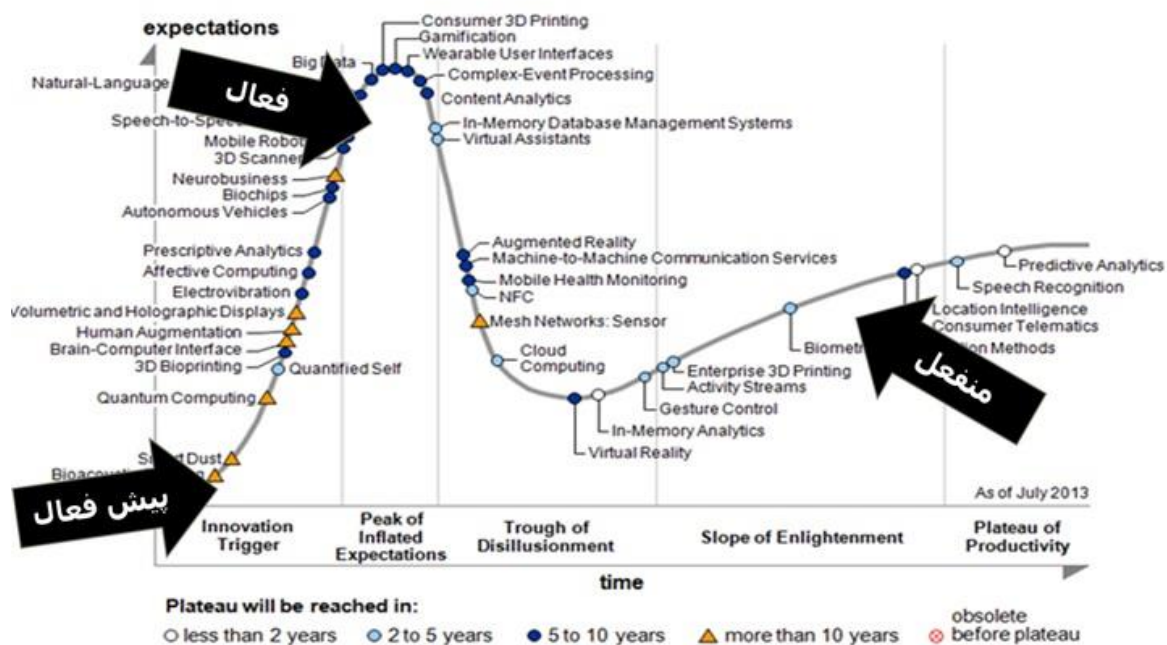 expectations
Consumer 3D Printing
Gamification
Wearable User Interfaces
Big Data
Complex-Event Processing
Natural-Language
فعال
Content Analytics
Speech-to-Speech
In-Memory Database Management Systems
Virtual Assistants
Mobile
3D Scanner
Neurobusiness
Biochips
Autonomous Vehicles
Prescriptive Analytics
Affective Computing
Electrovibration
Volumetric and Holographic Displays
Human Augmentation
Brain-Computer Interface
3D Bioprinting
Quantified Self
Quantum Computing
Dust
پیش فعال
Augmented Reality
Machine-to-Machine Communication Services
Mobile Health Monitoring
NFC
Mesh Networks: Sensor
Cloud
Computing
Virtual Reality
In-Memory Analytics
Gesture Control
Activity Streams
Enterprise 3D Printing
Methods
Consumer Telematics
Location Intelligence
Speech Recognition
Predictive Analytics
منفعل
As of July 2013
Innovation
Trigger
Peak of
Inflated
Expectations
Trough of
Disillusionment
Slope of Enlightenment
Plateau of
Productivity
time
Plateau will be reached in:
less than 2 years
2 to 5 years
5 to 10 years
more than 10 years
obsolete
before plateau